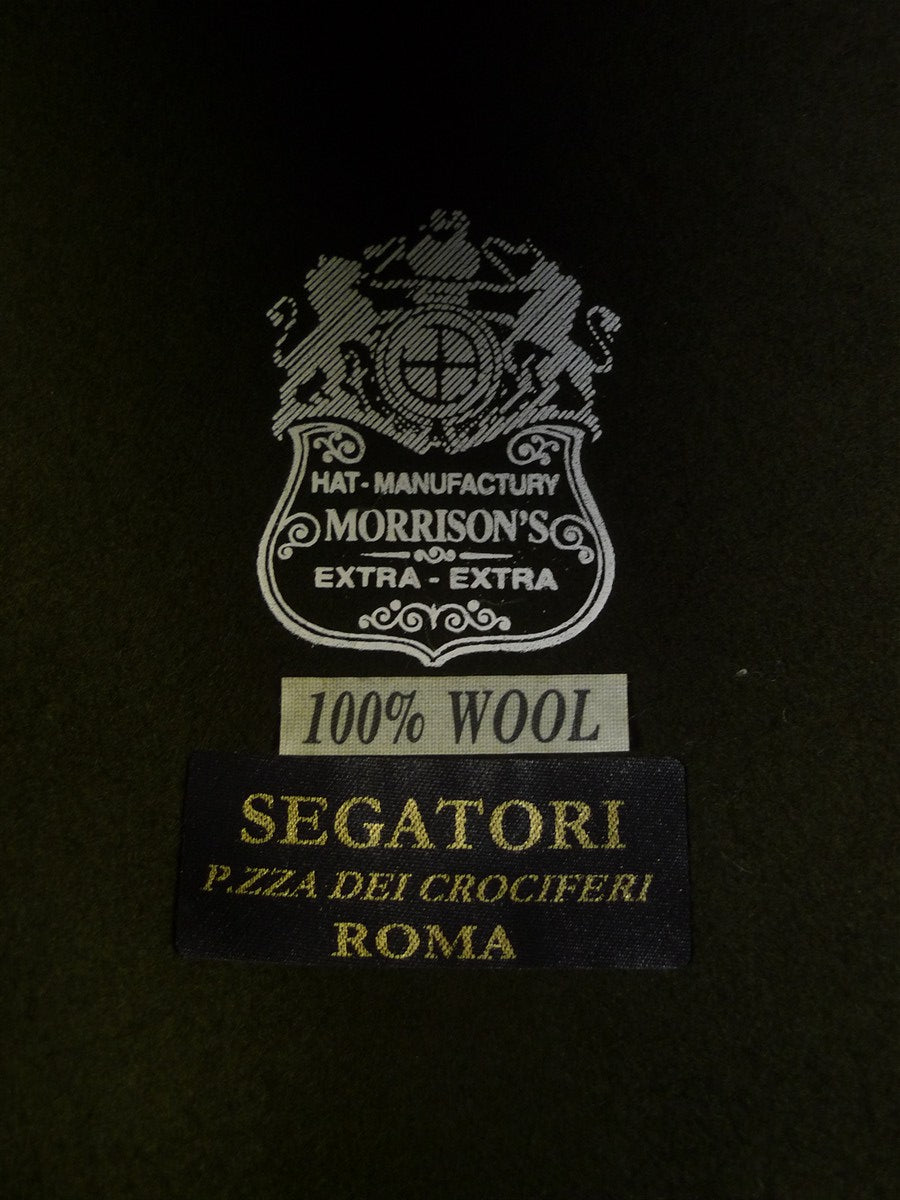 HAT-MANUFACTURY
MORRISON'S
EXTRA - EXTRA
100% WOOL
SEGATORI
P.ZZA DEI CROCIFERI
ROMA